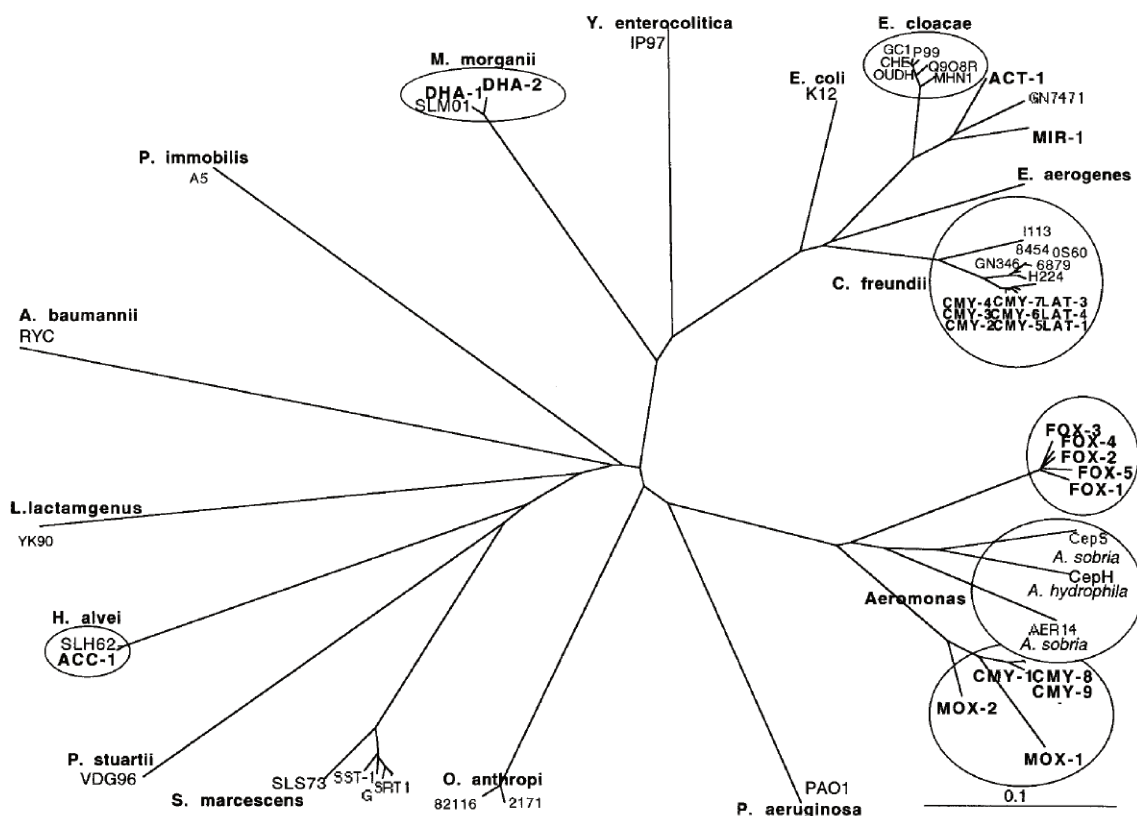 Y. enterocolitica
IP97
E. cloacae
GC1 P99
CHE Q9O8R
OUDH MHN1
M. morganii
DHA-1 DHA-2
SLM01
E. coli
K12
ACT-1
GN7471
MIR-1
P. immobilis
A5
E. aerogenes
I113
8454 0S60
GN346 6879
H224
C. freundii
CMY-4 CMY-7 LAT-3
CMY-3 CMY-6 LAT-4
CMY-2 CMY-5 LAT-1
A. baumannii
RYC
FOX-3
FOX-4
FOX-2
FOX-5
FOX-1
L.lactamgenus
YK90
CepS
A. sobria
CepH
A. hydrophila
Aeromonas
AER14
A. sobria
H. alvei
SLH62
ACC-1
CMY-1 CMY-8
CMY-9
MOX-2
MOX-1
P. stuartii
VDG96
SLS73 SST-1 G SRT1
S. marcescens
O. anthropi
82116 2171
PAO1
P. aeruginosa
0.1